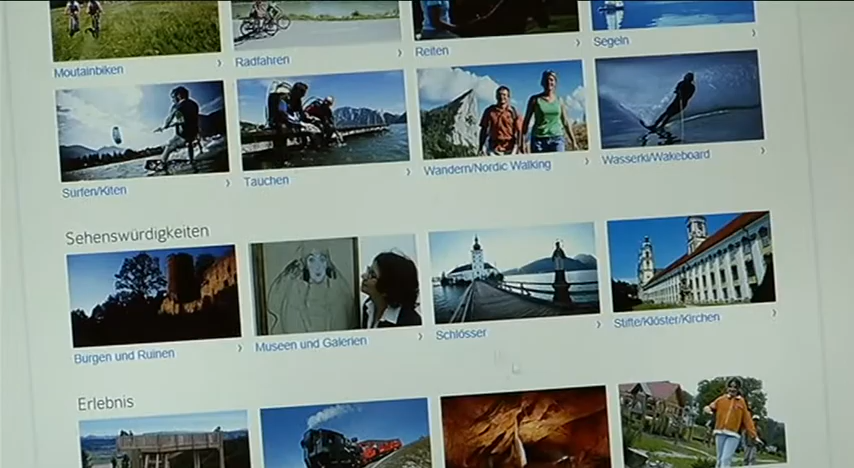 Moutainbiken
Radfahren
Reiten
Segeln
Surfen/Kiten
Tauchen
Wandern/Nordic Walking
Wasserki/Wakeboard
Sehenswürdigkeiten
Burgen und Ruinen
Museen und Galerien
Schlösser
Stifte/Klöster/Kirchen
Erlebnis